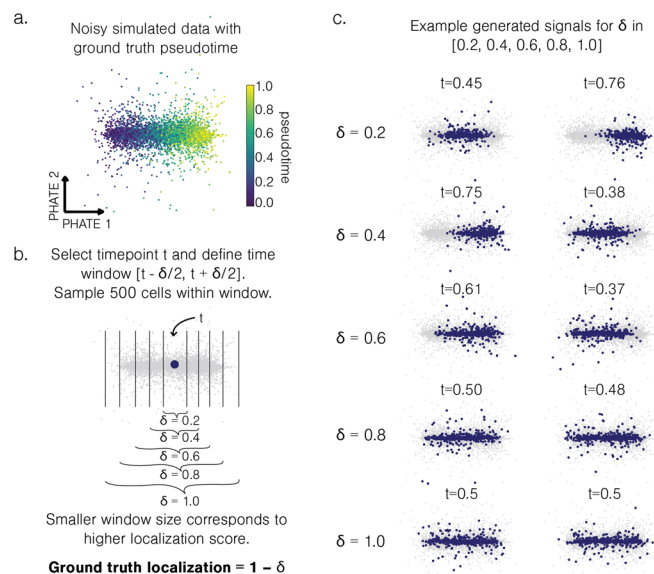 a.
Noisy simulated data with
ground truth pseudotime
1.0
0.8
0.6
0.4
0.2
0.0
pseudotime
PHATE 2
PHATE 1
b.
Select timepoint t and define time
window [t - δ/2, t + δ/2].
Sample 500 cells within window.
t
δ = 0.2
δ = 0.4
δ = 0.6
δ = 0.8
δ = 1.0
Smaller window size corresponds to
higher localization score.
Ground truth localization = 1 – δ
c.
Example generated signals for δ in
[0.2, 0.4, 0.6, 0.8, 1.0]
t=0.45 t=0.76
δ = 0.2
t=0.75 t=0.38
δ = 0.4
t=0.61 t=0.37
δ = 0.6
t=0.50 t=0.48
δ = 0.8
t=0.5 t=0.5
δ = 1.0